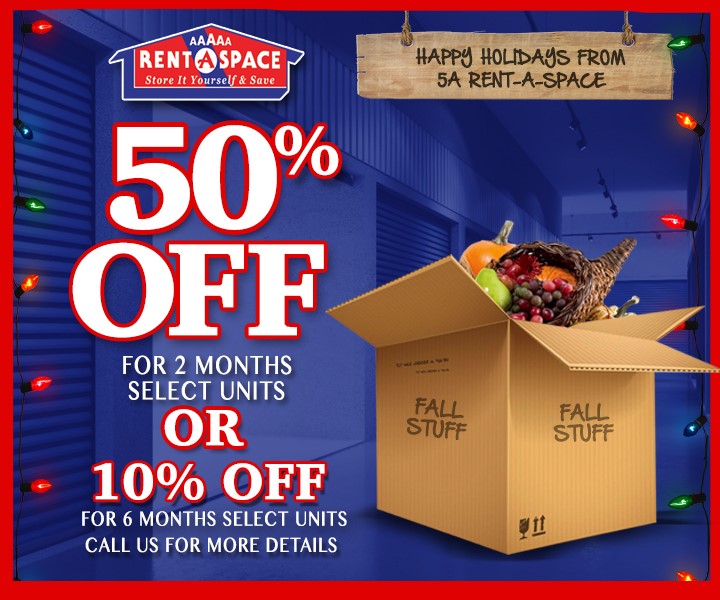 AAAAA
RENT A SPACE
Store It Yourself & Save
HAPPY HOLIDAYS FROM
5A RENT-A-SPACE
50%
OFF
FOR 2 MONTHS
SELECT UNITS
OR
10% OFF
FOR 6 MONTHS SELECT UNITS
CALL US FOR MORE DETAILS
FALL
STUFF
FALL
STUFF